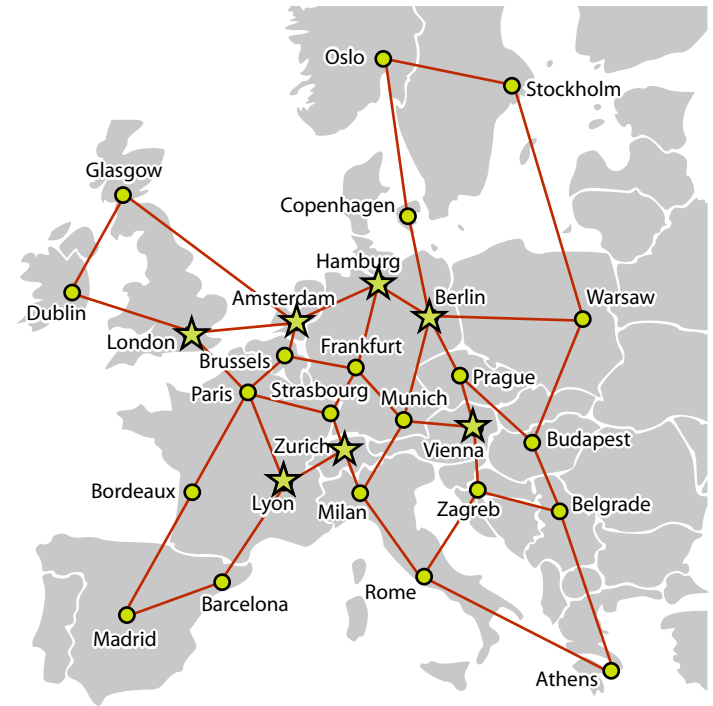 Oslo
Stockholm
Glasgow
Copenhagen
Hamburg
Amsterdam
Berlin
Warsaw
Dublin
London
Brussels
Frankfurt
Paris
Strasbourg
Munich
Prague
Zurich
Vienna
Budapest
Bordeaux
Lyon
Milan
Zagreb
Belgrade
Rome
Barcelona
Madrid
Athens